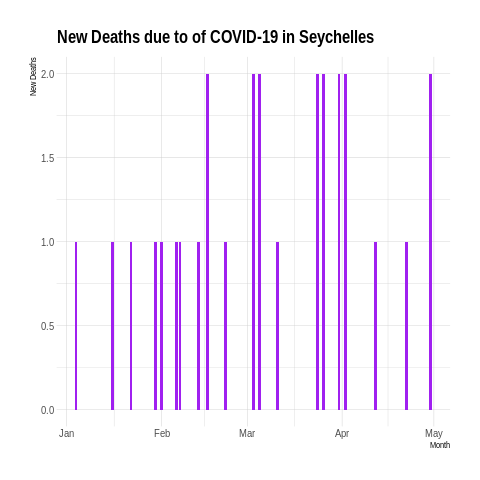 New Deaths due to of COVID-19 in Seychelles
New Deaths
2.0
1.5
1.0
0.5
0.0
Jan Feb Mar Apr May
Month